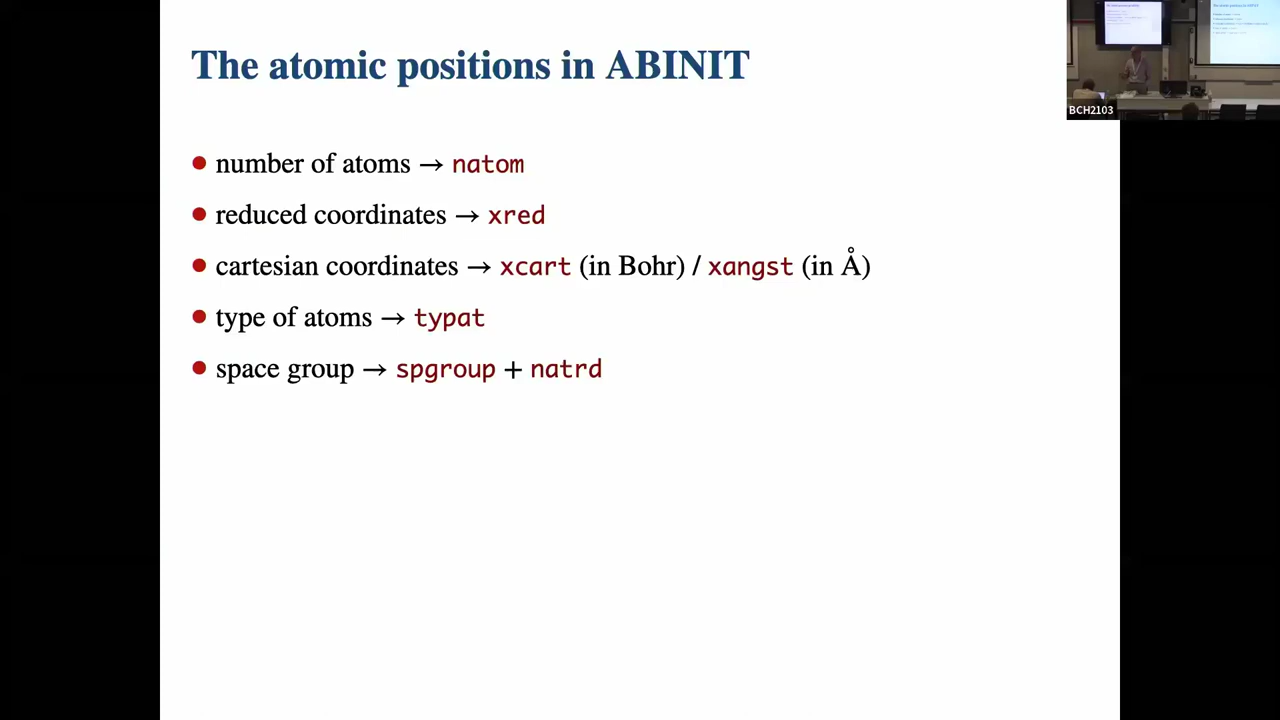 The atomic positions in ABINIT
BCH2103
● number of atoms → natom
● reduced coordinates → xred
● cartesian coordinates → xcart (in Bohr) / xangst (in Å)
● type of atoms → typat
● space group → spgroup + natrd